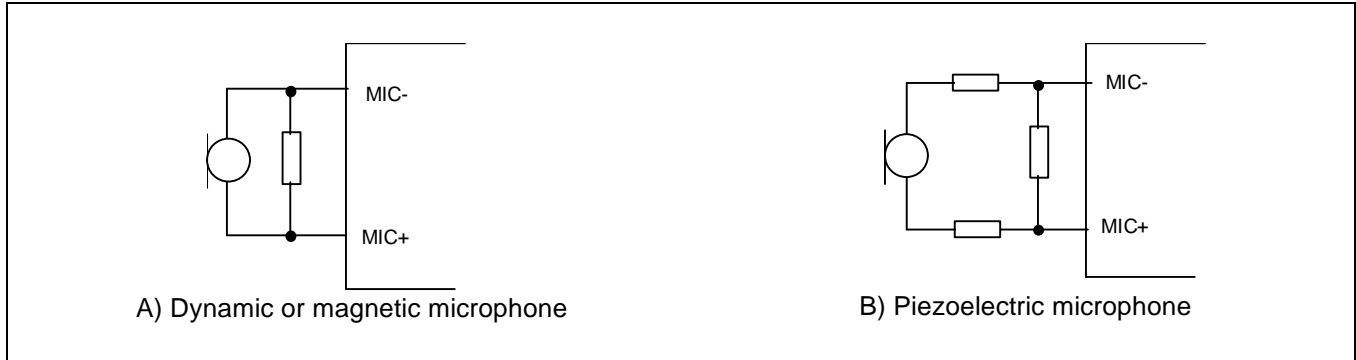 MIC-
MIC+
A) Dynamic or magnetic microphone
MIC-
MIC+
B) Piezoelectric microphone